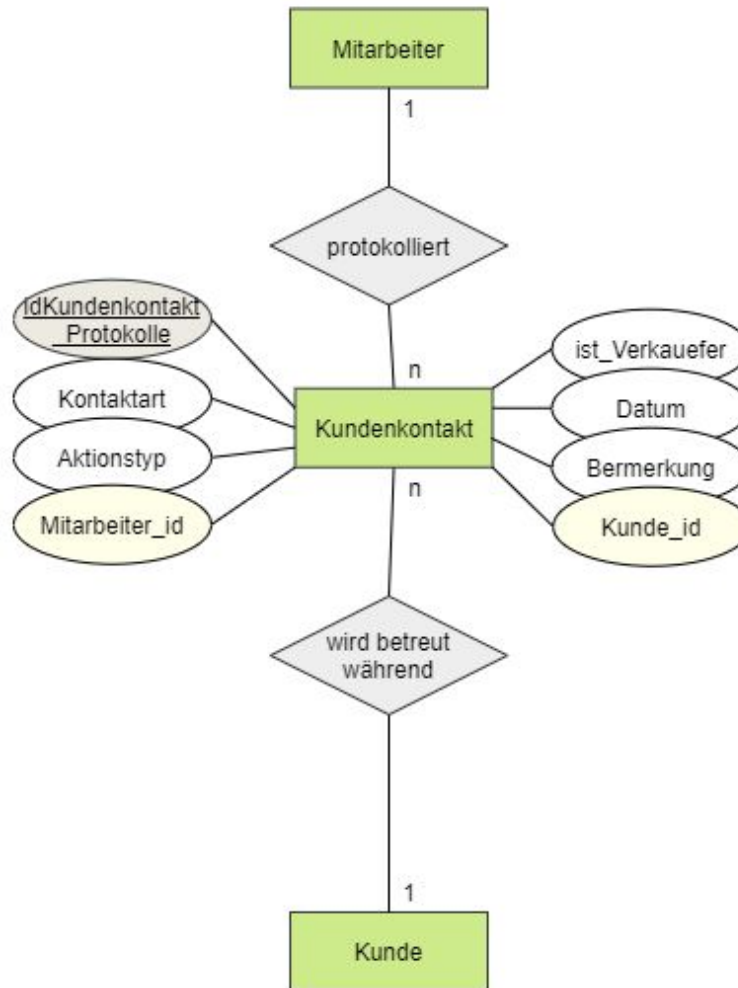 Mitarbeiter
1
protokolliert
IdKundenkontakt
_Protokolle
ist_Verkauefer
n
Kontaktart
Datum
Kundenkontakt
Aktionstyp
Bermerkung
n
Mitarbeiter_id
Kunde_id
wird betreut
während
1
Kunde